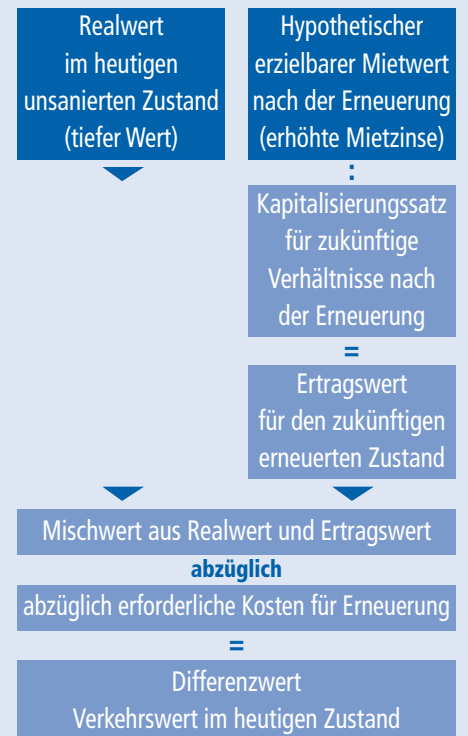 Realwert
im heutigen
unsanierten Zustand
(tiefer Wert)
Hypothetischer
erzielbarer Mietwert
nach der Erneuerung
(erhöhte Mietzinse)
:
Kapitalisierungssatz
für zukünftige
Verhältnisse nach
der Erneuerung
=
Ertragswert
für den zukünftigen
erneuerten Zustand
Mischwert aus Realwert und Ertragswert
abzüglich
abzüglich erforderliche Kosten für Erneuerung
=
Differenzwert
Verkehrswert im heutigen Zustand